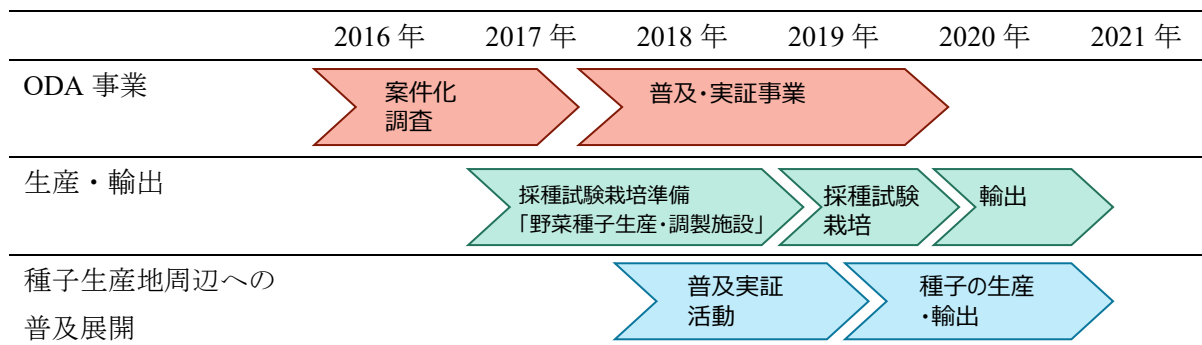 2016 年 2017 年 2018 年 2019 年 2020 年 2021 年
ODA 事業
案件化
調査
普及・実証事業
生産・輸出
採種試験栽培準備
「野菜種子生産・調製施設」
採種試験
栽培
輸出
種子生産地周辺への
普及展開
普及実証
活動
種子の生産
・輸出